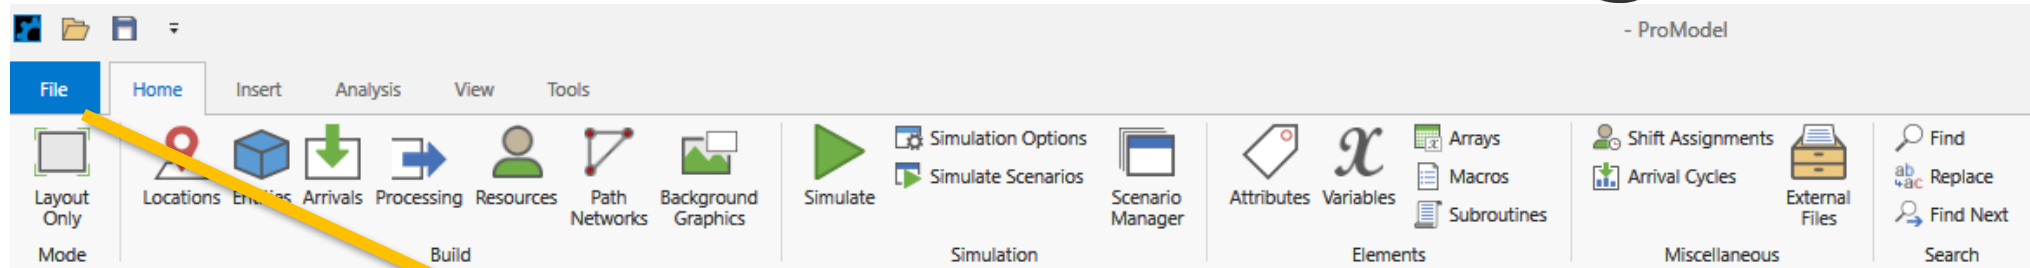 - ProModel
File Home Insert Analysis View Tools
Layout Only
Mode
Locations Entities Arrivals Processing Resources Path Networks Background Graphics
Build
Simulate
Simulation Options
Simulate Scenarios
Scenario Manager
Simulation
Attributes Variables
Arrays
Macros
Subroutines
Elements
Shift Assignments
Arrival Cycles
External Files
Miscellaneous
Find
Replace
Find Next
Search